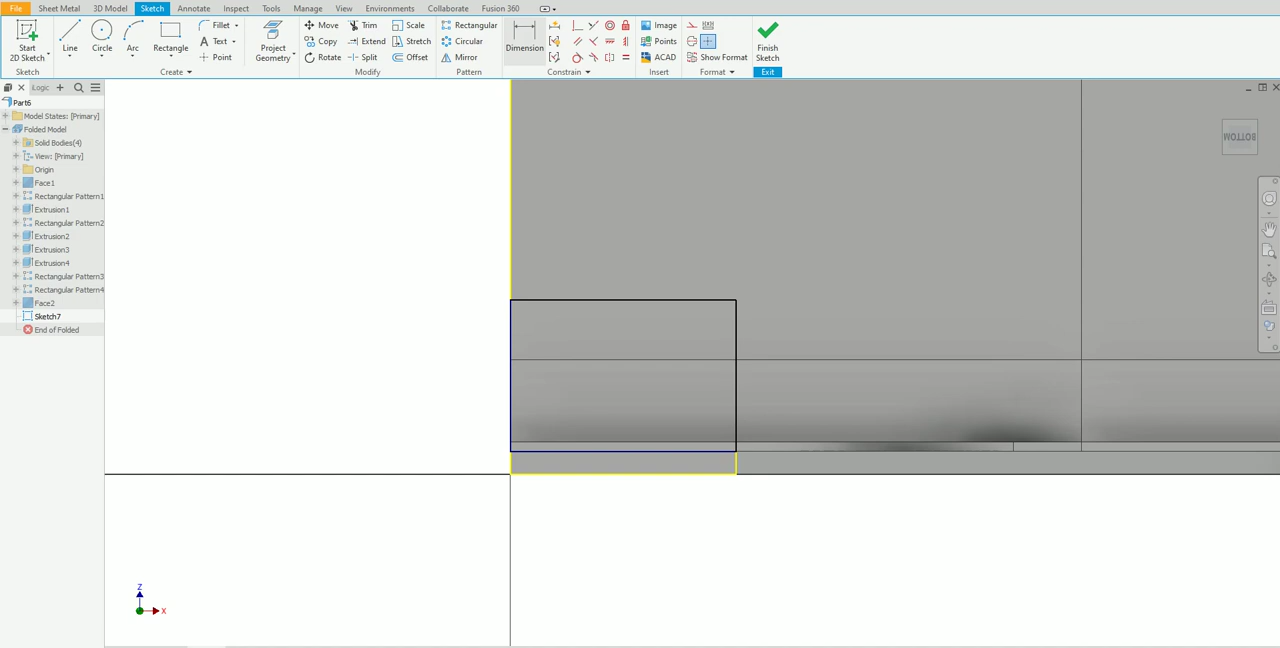 File Sheet Metal 3D Model Sketch Annotate Inspect Tools Manage View Environments Collaborate Fusion 360
Start
2D Sketch
Line
Circle
Arc
Rectangle
Fillet
Text
Point
Project
Geometry
Move
Copy
Rotate
Trim
Extend
Split
Scale
Stretch
Offset
Rectangular
Circular
Mirror
Dimension
Image
Points
ACAD
Show Format
Finish
Sketch
Sketch
Create
Modify
Pattern
Constrain
Insert
Format
Exit
Logic
Part6
Model States: [Primary]
Folded Model
Solid Bodies(4)
View: [Primary]
Origin
Face1
Rectangular Pattern1
Extrusion1
Rectangular Pattern2
Extrusion2
Extrusion3
Extrusion4
Rectangular Pattern3
Rectangular Pattern4
Face2
Sketch7
End of Folded
BOTTOM
Z
X